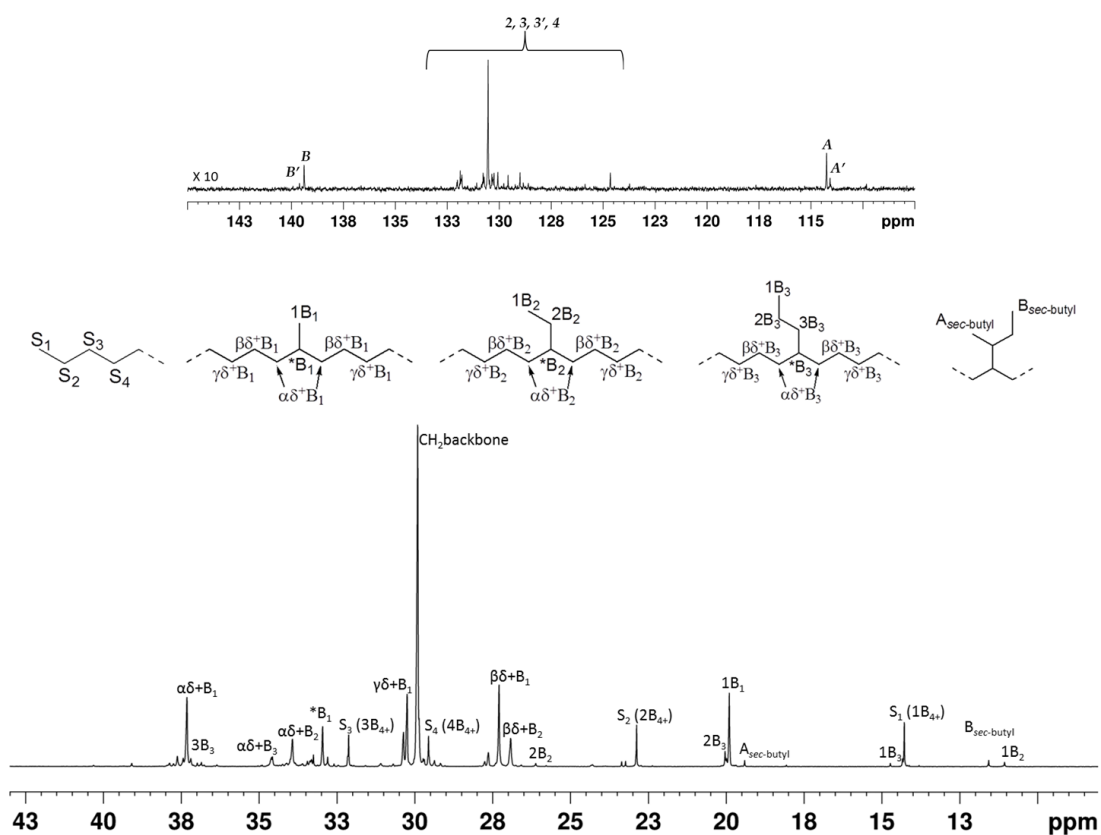 2, 3, 3′, 4
B′ B A A′
X 10
143 140 138 135 133 130 128 125 123 120 118 115 114 ppm
S₁ S₂ S₃ S₄
1B₁
βδ⁺B₁ βδ⁺B₁
γδ⁺B₁ *B₁ γδ⁺B₁
αδ⁺B₁
1B₂ 2B₂
βδ⁺B₂ βδ⁺B₂
γδ⁺B₂ *B₂ γδ⁺B₂
αδ⁺B₂
1B₃
2B₃ 3B₃
βδ⁺B₃ βδ⁺B₃
γδ⁺B₃ *B₃ γδ⁺B₃
αδ⁺B₃
A sec-butyl B sec-butyl
CH₂backbone
αδ+B₁
3B₃
αδ+B₃
αδ+B₂
*B₁
S₃ (3B₄₊)
γδ+B₁
S₄ (4B₄₊)
βδ+B₁
βδ+B₂
2B₂
S₂ (2B₄₊)
2B₃
1B₁
A sec-butyl
S₁ (1B₄₊)
1B₃
B sec-butyl
1B₂
43 40 38 35 33 30 28 25 23 20 18 15 13 ppm